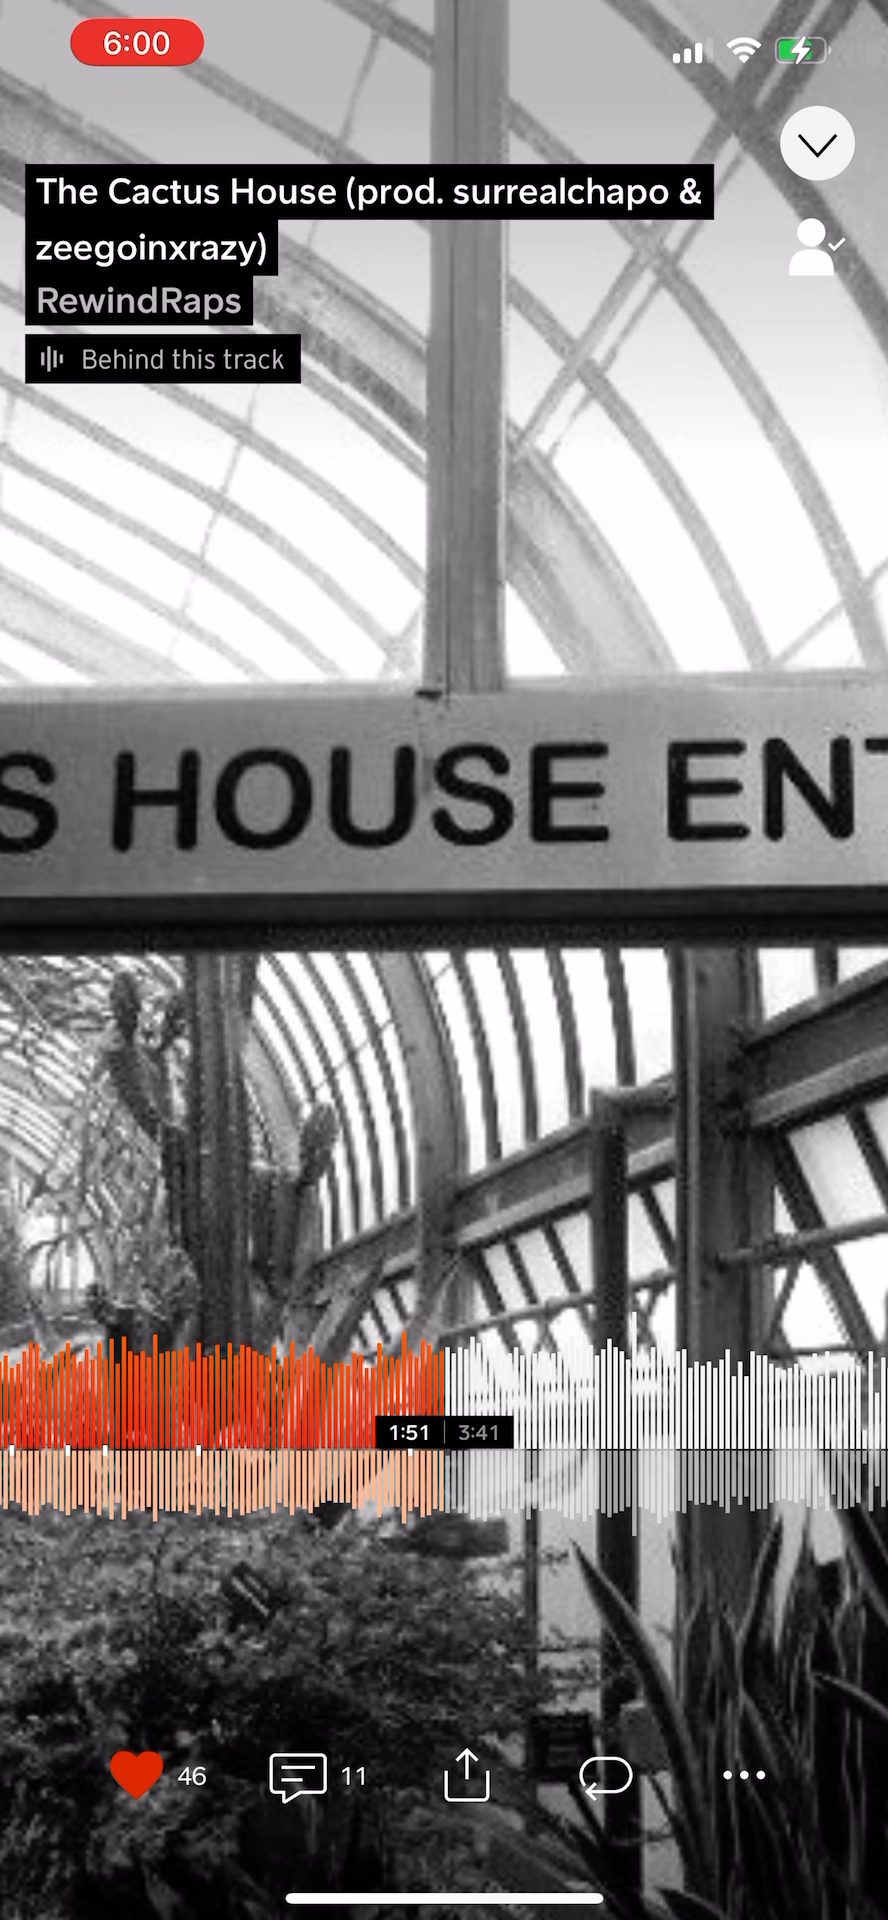 6:00
The Cactus House (prod. surrealchapo &
zeegoinxrazy)
RewindRaps
Behind this track
S HOUSE ENT
1:51 | 3:41
46
11